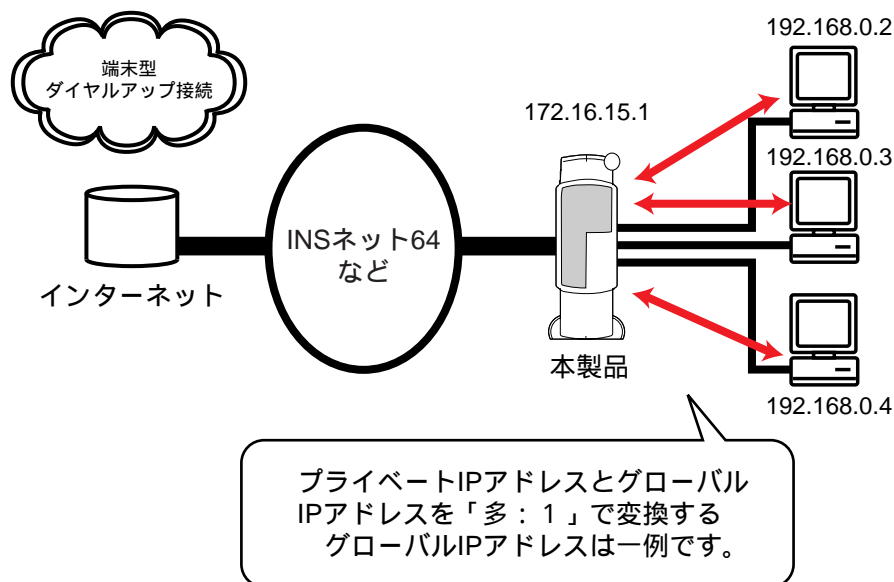 端末型
ダイヤルアップ接続
192.168.0.2
172.16.15.1
192.168.0.3
INSネット64
など
インターネット
本製品
192.168.0.4
プライベートIPアドレスとグローバル
IPアドレスを「多：1」で変換する
グローバルIPアドレスは一例です。